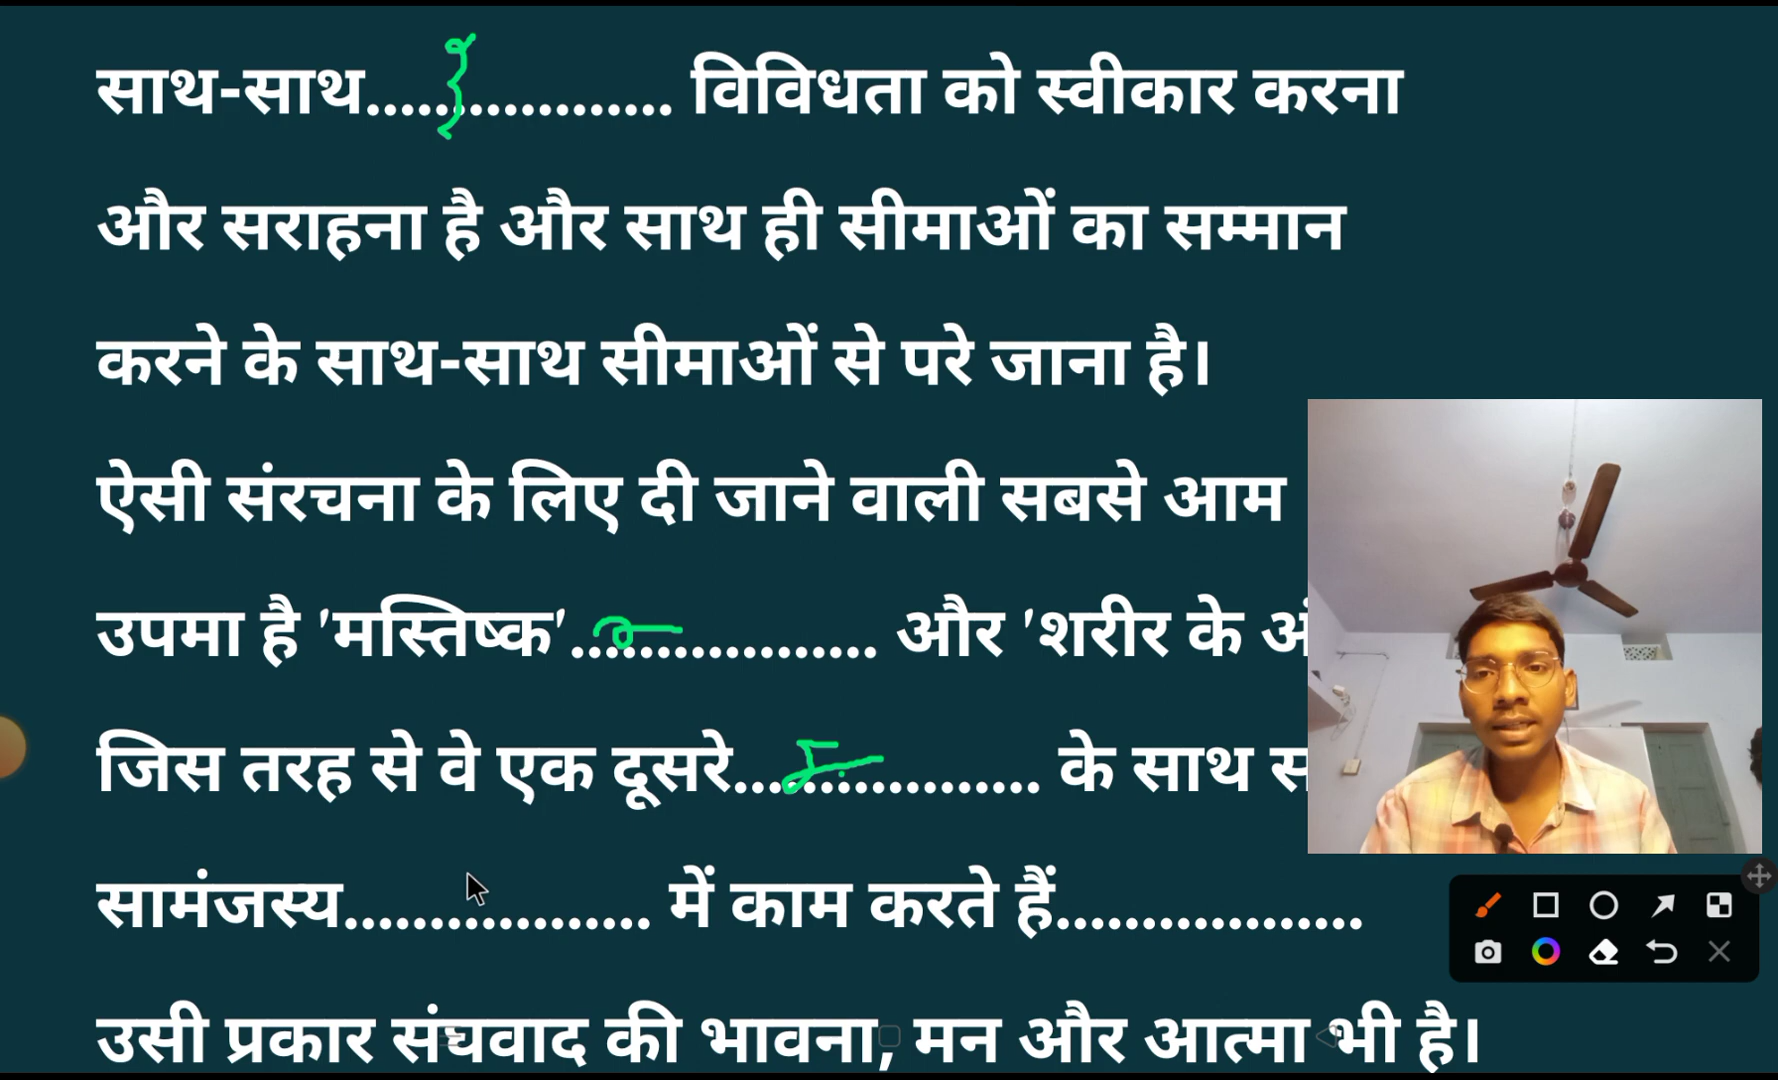 साथ-साथ.................. विविधता को स्वीकार करना
और सराहना है और साथ ही सीमाओं का सम्मान
करने के साथ-साथ सीमाओं से परे जाना है।
ऐसी संरचना के लिए दी जाने वाली सबसे आम
उपमा है 'मस्तिष्क'.................. और 'शरीर के
जिस तरह से वे एक दूसरे.................. के साथ
सामंजस्य.................. में काम करते हैं..................
उसी प्रकार संघवाद की भावना, मन और आत्मा भी है।